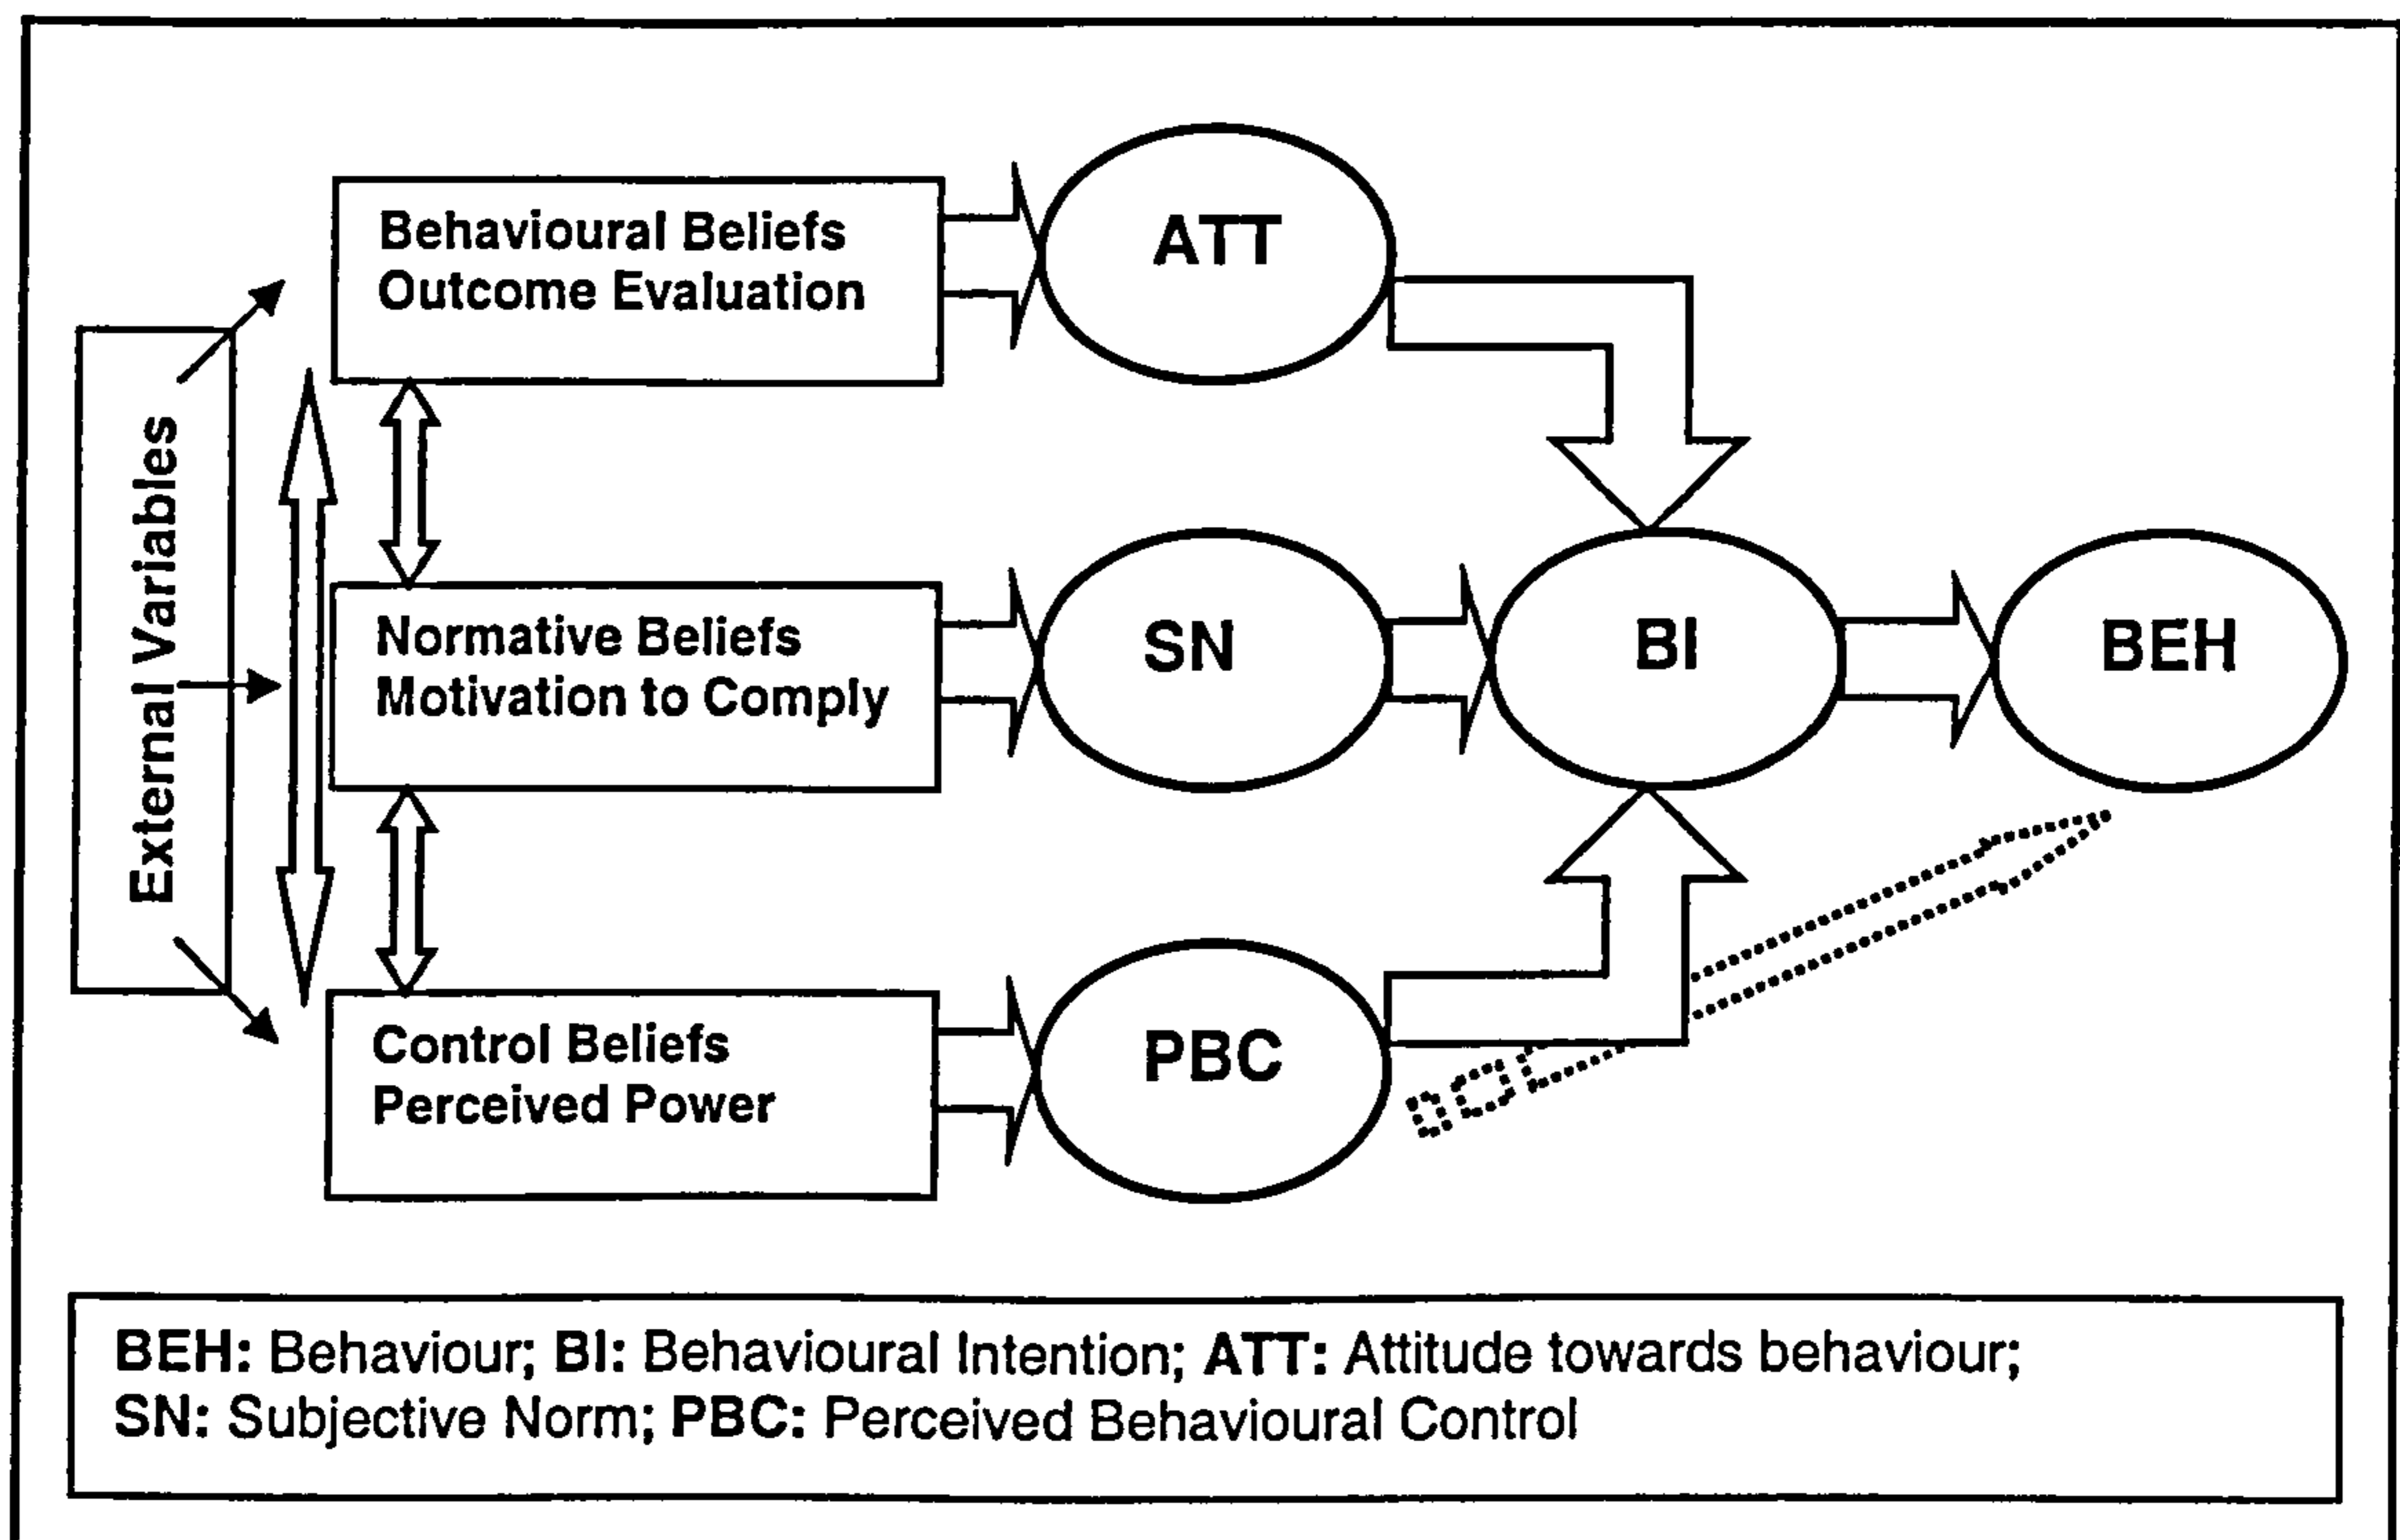 External Variables
Behavioural Beliefs
Outcome Evaluation
ATT
Normative Beliefs
Motivation to Comply
SN
BI
BEH
Control Beliefs
Perceived Power
PBC
BEH: Behaviour; BI: Behavioural Intention; ATT: Attitude towards behaviour;
SN: Subjective Norm; PBC: Perceived Behavioural Control